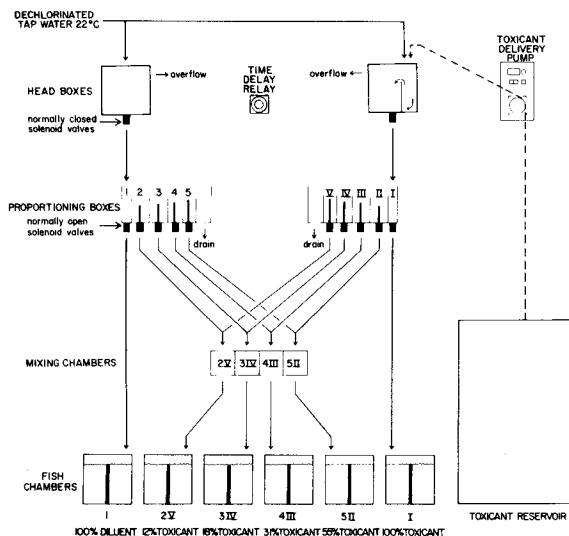 DECHLORINATED
TAP WATER 22°C
TOXICANT
DELIVERY
PUMP
overflow
TIME
DELAY
RELAY
overflow
HEAD BOXES
normally closed
solenoid valves
1 2 3 4 5
V IV III II I
PROPORTIONING BOXES
normally open
solenoid valves
drain
drain
MIXING CHAMBERS
2V 3IV 4III 5II
FISH
CHAMBERS
1 2V 3IV 4III 5II I
TOXICANT RESERVOIR
100% DILUENT 12%TOXICANT 18%TOXICANT 31%TOXICANT 55%TOXICANT 100%TOXICANT